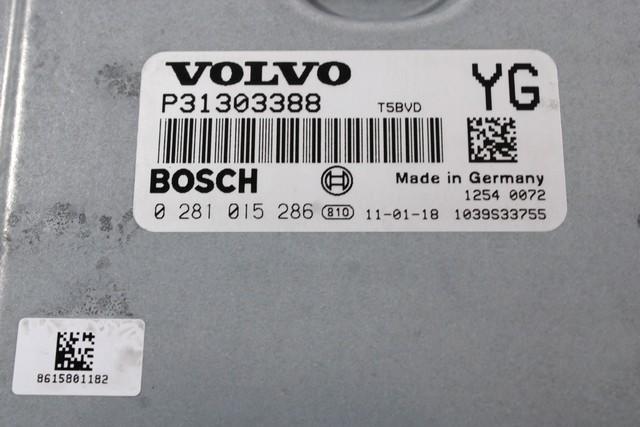 VOLVO YG
P31303388 T5BVD
BOSCH Made in Germany
1254 0072
0 281 015 286 810 11-01-18 1039S33755
8615801182